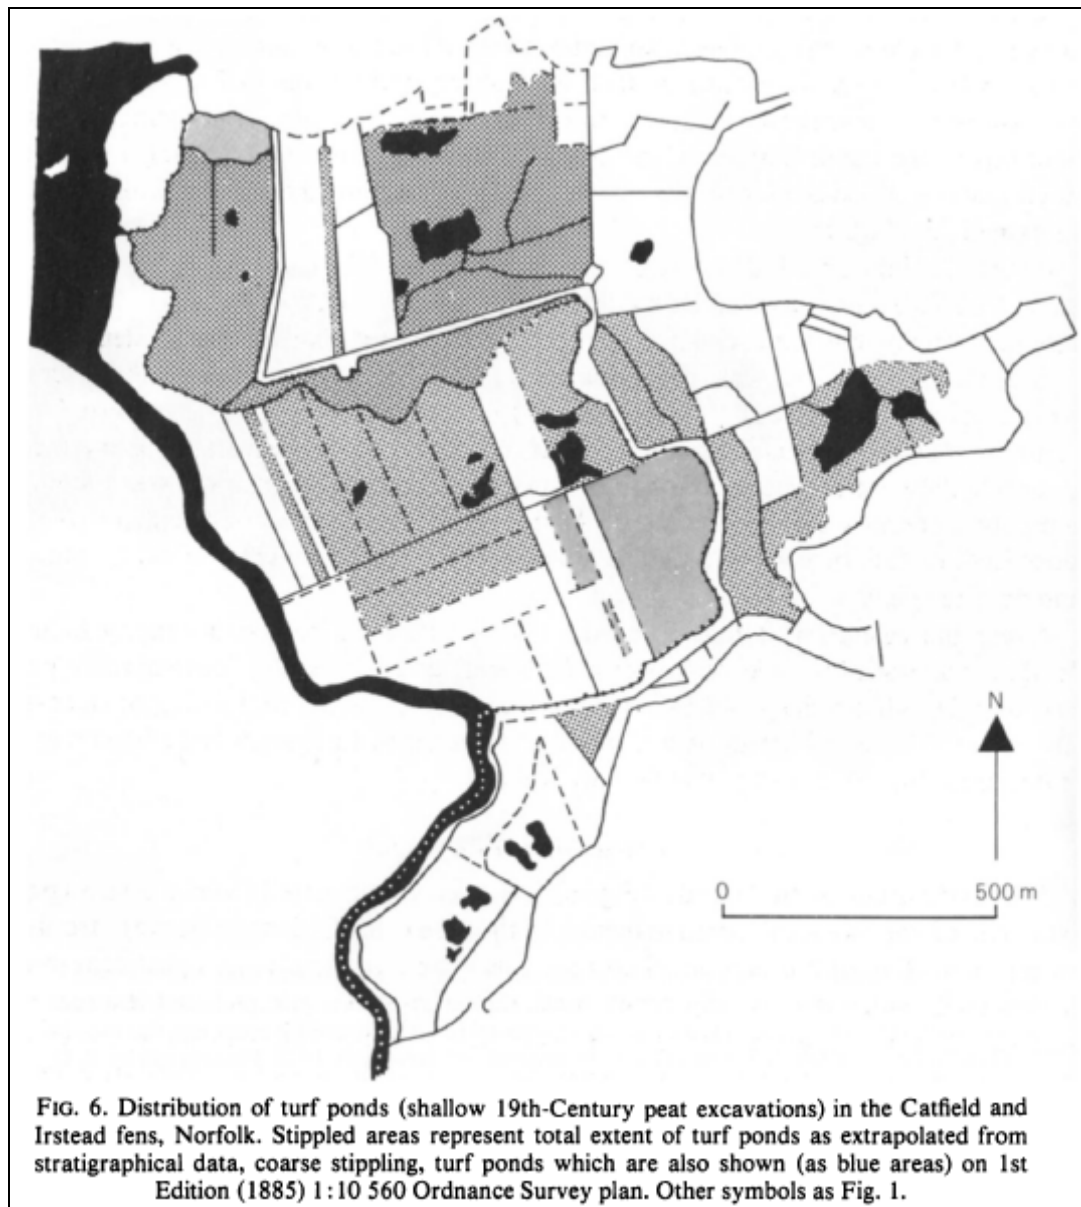 N
0 500 m
FIG. 6. Distribution of turf ponds (shallow 19th-Century peat excavations) in the Catfield and
Irstead fens, Norfolk. Stippled areas represent total extent of turf ponds as extrapolated from
stratigraphical data, coarse stippling, turf ponds which are also shown (as blue areas) on 1st
Edition (1885) 1:10 560 Ordnance Survey plan. Other symbols as Fig. 1.